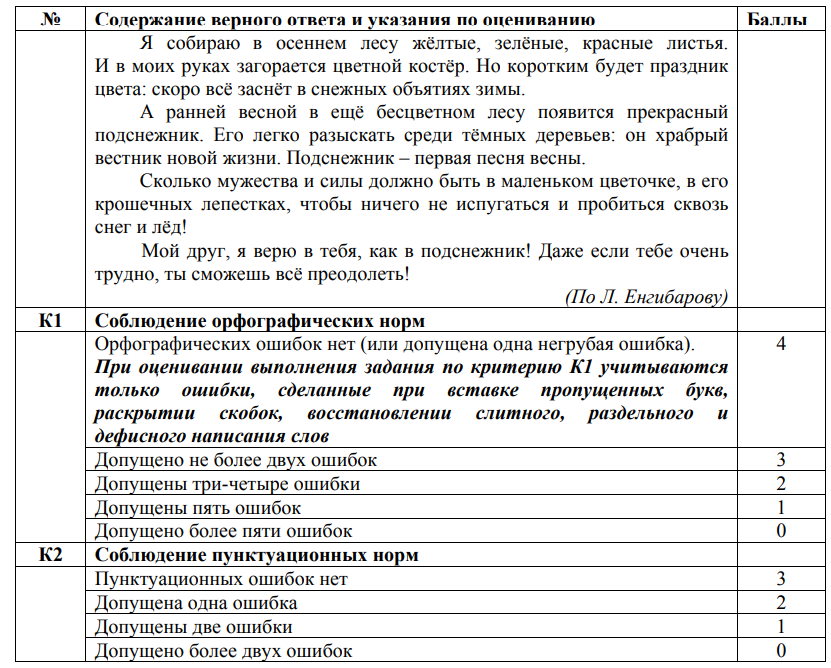 № Содержание верного ответа и указания по оцениванию Баллы
Я собираю в осеннем лесу жёлтые, зелёные, красные листья.
И в моих руках загорается цветной костёр. Но коротким будет праздник
цвета: скоро всё заснёт в снежных объятиях зимы.
А ранней весной в ещё бесцветном лесу появится прекрасный
подснежник. Его легко разыскать среди тёмных деревьев: он храбрый
вестник новой жизни. Подснежник – первая песня весны.
Сколько мужества и силы должно быть в маленьком цветочке, в его
крошечных лепестках, чтобы ничего не испугаться и пробиться сквозь
снег и лёд!
Мой друг, я верю в тебя, как в подснежник! Даже если тебе очень
трудно, ты сможешь всё преодолеть!
(По Л. Енгибарову)
К1 Соблюдение орфографических норм
Орфографических ошибок нет (или допущена одна негрубая ошибка). 4
При оценивании выполнения задания по критерию К1 учитываются
только ошибки, сделанные при вставке пропущенных букв,
раскрытии скобок, восстановлении слитного, раздельного и
дефисного написания слов
Допущено не более двух ошибок 3
Допущены три-четыре ошибки 2
Допущены пять ошибок 1
Допущено более пяти ошибок 0
К2 Соблюдение пунктуационных норм
Пунктуационных ошибок нет 3
Допущена одна ошибка 2
Допущены две ошибки 1
Допущено более двух ошибок 0